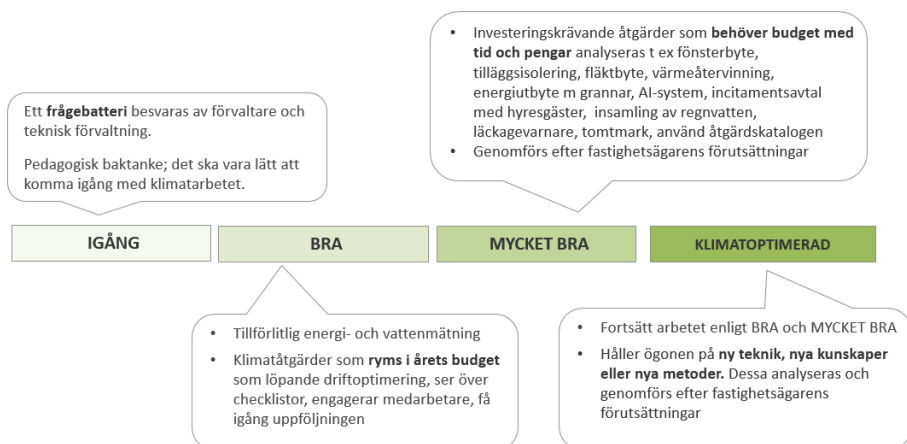 Ett frågebatteri besvaras av förvaltare och
teknisk förvaltning.
Pedagogisk baktanke; det ska vara lätt att
komma igång med klimatarbetet.
• Investeringskrävande åtgärder som behöver budget med
tid och pengar analyseras t ex fönsterbyte,
tilläggsisolering, fläktbyte, värmeåtervinning,
energiutbyte m grannar, AI-system, incitamentsavtal
med hyresgäster, insamling av regnvatten,
läckagevarnare, tomtmark, använd åtgärdskatalogen
• Genomförs efter fastighetsägarens förutsättningar
IGÅNG
BRA
MYCKET BRA
KLIMATOPTIMERAD
• Tillförlitlig energi- och vattenmätning
• Klimatåtgärder som ryms i årets budget
som löpande driftoptimering, ser över
checklistor, engagerar medarbetare, få
igång uppföljningen
• Fortsätt arbetet enligt BRA och MYCKET BRA
• Håller ögonen på ny teknik, nya kunskaper
eller nya metoder. Dessa analyseras och
genomförs efter fastighetsägarens
förutsättningar